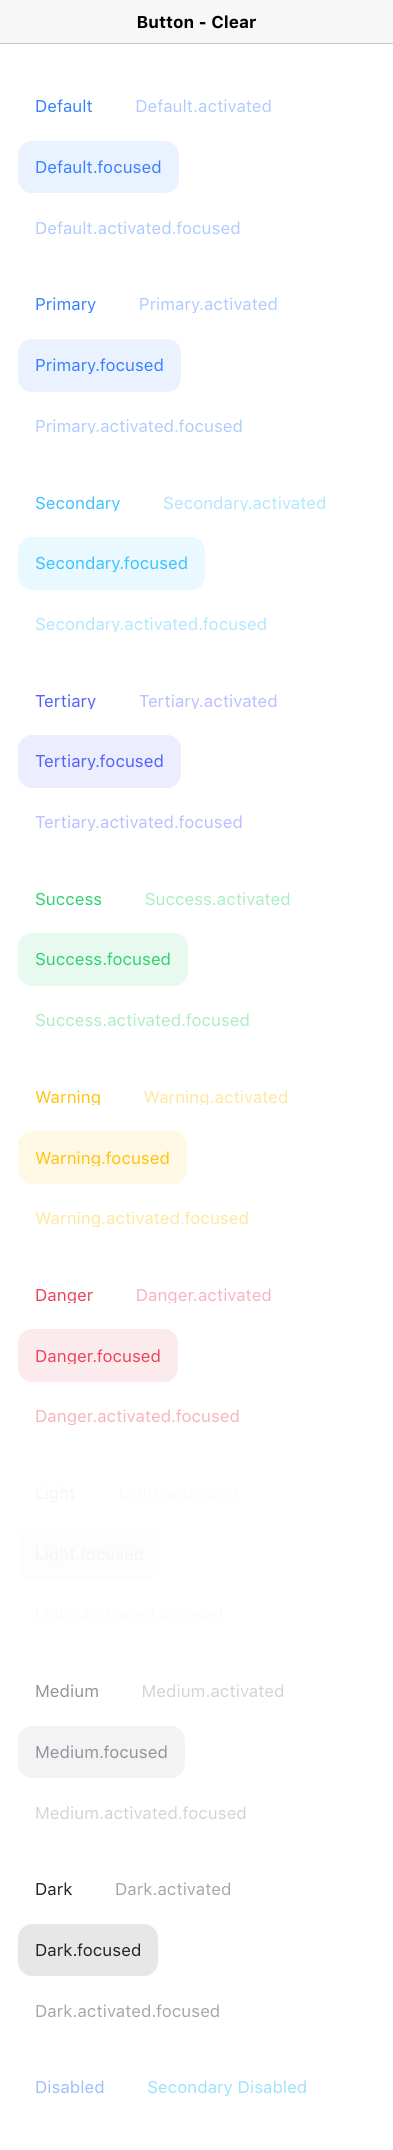 Button - Clear
Default Default.activated
Default.focused
Default.activated.focused
Primary Primary.activated
Primary.focused
Primary.activated.focused
Secondary Secondary.activated
Secondary.focused
Secondary.activated.focused
Tertiary Tertiary.activated
Tertiary.focused
Tertiary.activated.focused
Success Success.activated
Success.focused
Success.activated.focused
Warning Warning.activated
Warning.focused
Warning.activated.focused
Danger Danger.activated
Danger.focused
Danger.activated.focused
Light Light.activated
Light.focused
Light.activated.focused
Medium Medium.activated
Medium.focused
Medium.activated.focused
Dark Dark.activated
Dark.focused
Dark.activated.focused
Disabled Secondary Disabled